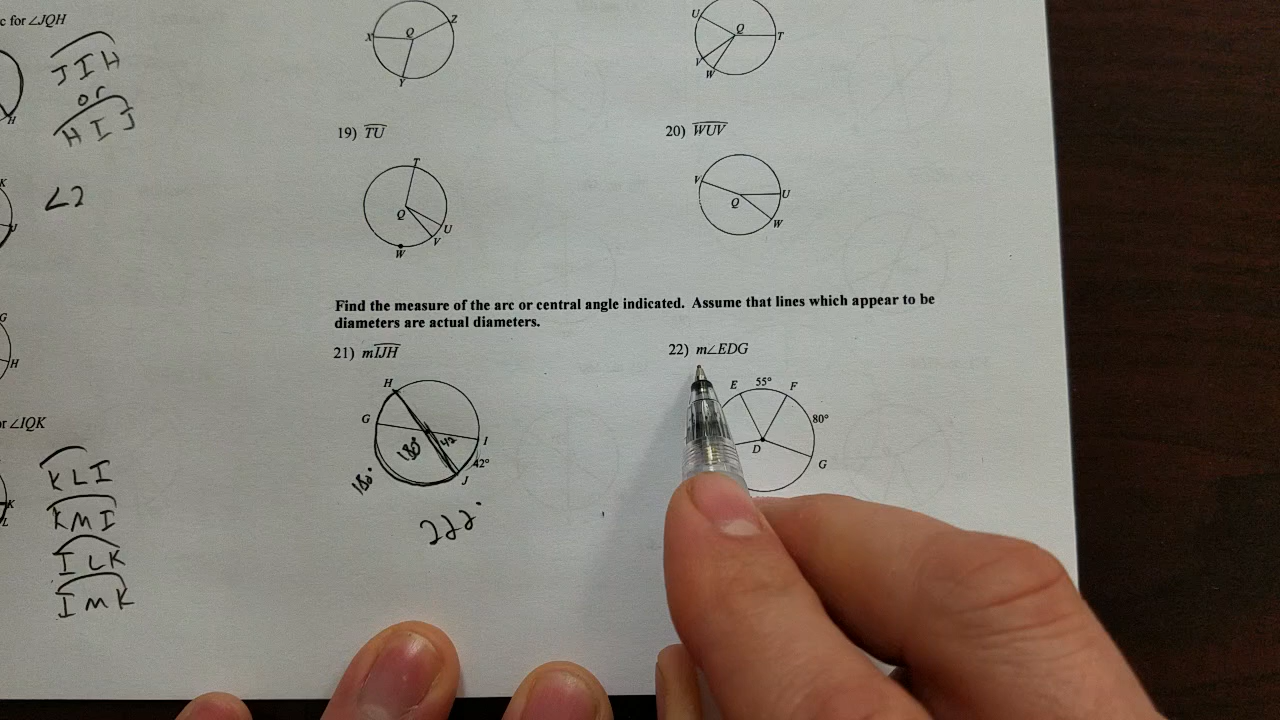 c for ∠JQH
JIH
or
HIJ
H
K
∠2
J
G
H
or ∠IQK
KLI
KMI
ILK
IMK
K
L
X
Q
Z
Y
U
Q
T
V
W
19) TU
T
Q
U
V
W
20) WUV
V
U
Q
W
Find the measure of the arc or central angle indicated. Assume that lines which appear to be
diameters are actual diameters.
21) mIJH
H
G
180°
42
I
42°
J
180°
222°
22) m∠EDG
E 55° F
80°
D
G